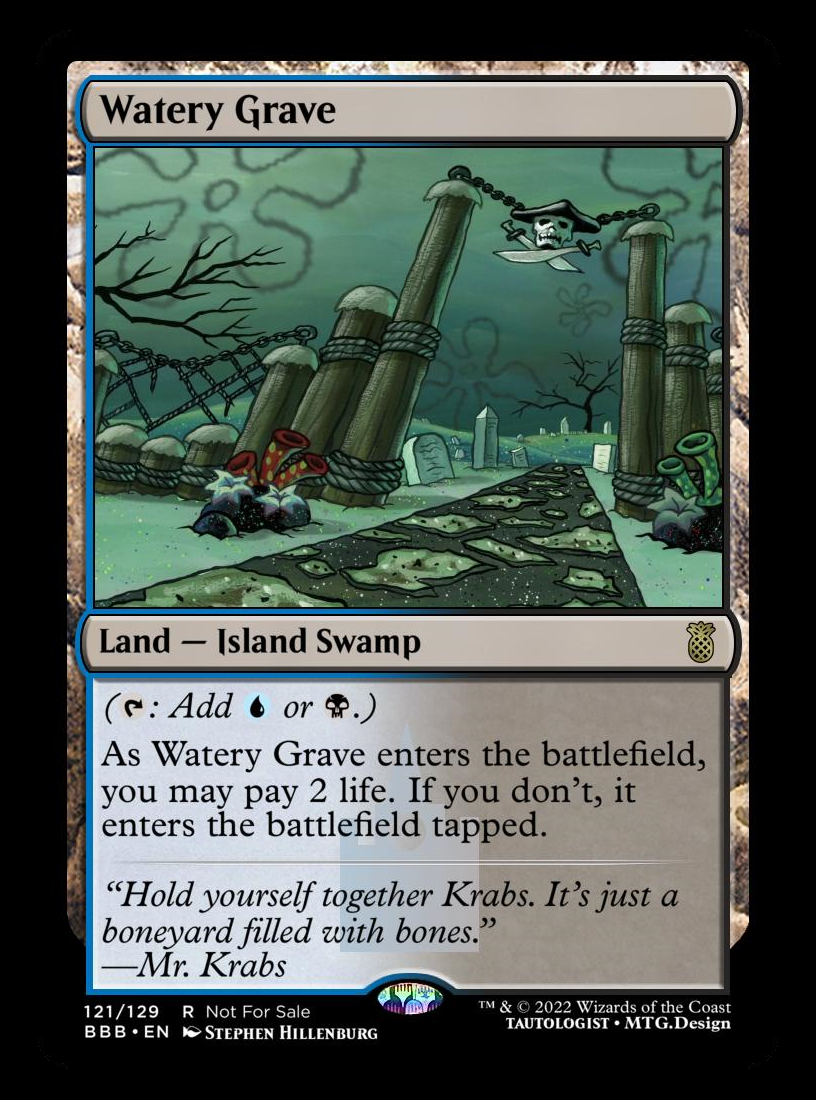 Watery Grave
Land — Island Swamp
(: Add or .)
As Watery Grave enters the battlefield,
you may pay 2 life. If you don't, it
enters the battlefield tapped.
“Hold yourself together Krabs. It's just a
boneyard filled with bones.”
—Mr. Krabs
121/129 R Not For Sale
BBB • EN Stephen Hillenburg
™ & © 2022 Wizards of the Coast
TAUTOLOGIST • MTG.Design